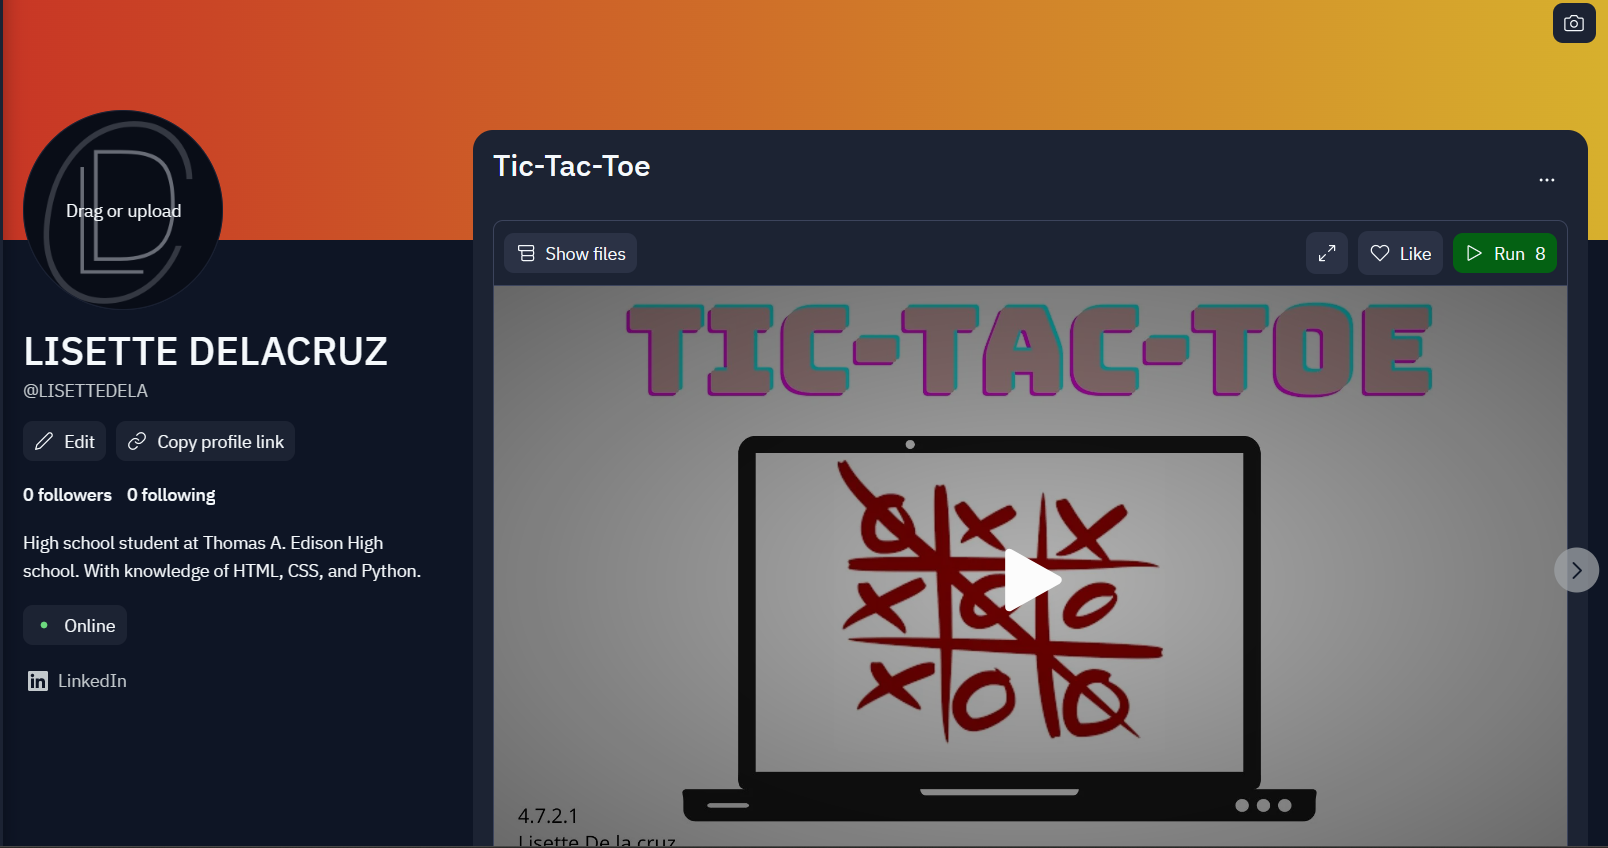 Drag or upload
LISETTE DELACRUZ
@LISETTEDELA
Edit
Copy profile link
0 followers 0 following
High school student at Thomas A. Edison High
school. With knowledge of HTML, CSS, and Python.
Online
LinkedIn
Tic-Tac-Toe
Show files
Like
Run 8
TIC-TAC-TOE
4.7.2.1
Lisette De la cruz